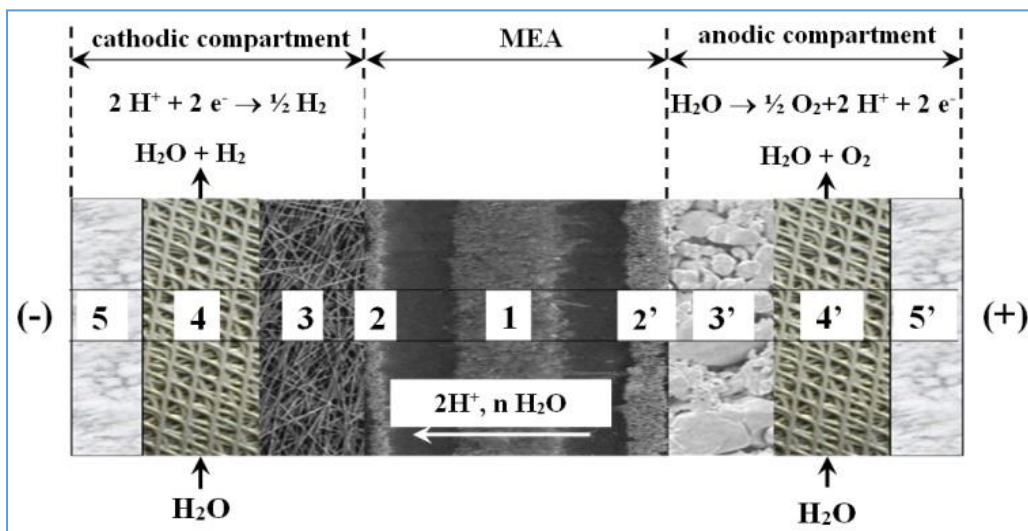 cathodic compartment
MEA
anodic compartment
2 H⁺ + 2 e⁻ → ½ H₂
H₂O → ½ O₂+2 H⁺ + 2 e⁻
H₂O + H₂
H₂O + O₂
(-)
5
4
3
2
1
2'
3'
4'
5'
(+)
2H⁺, n H₂O
H₂O
H₂O